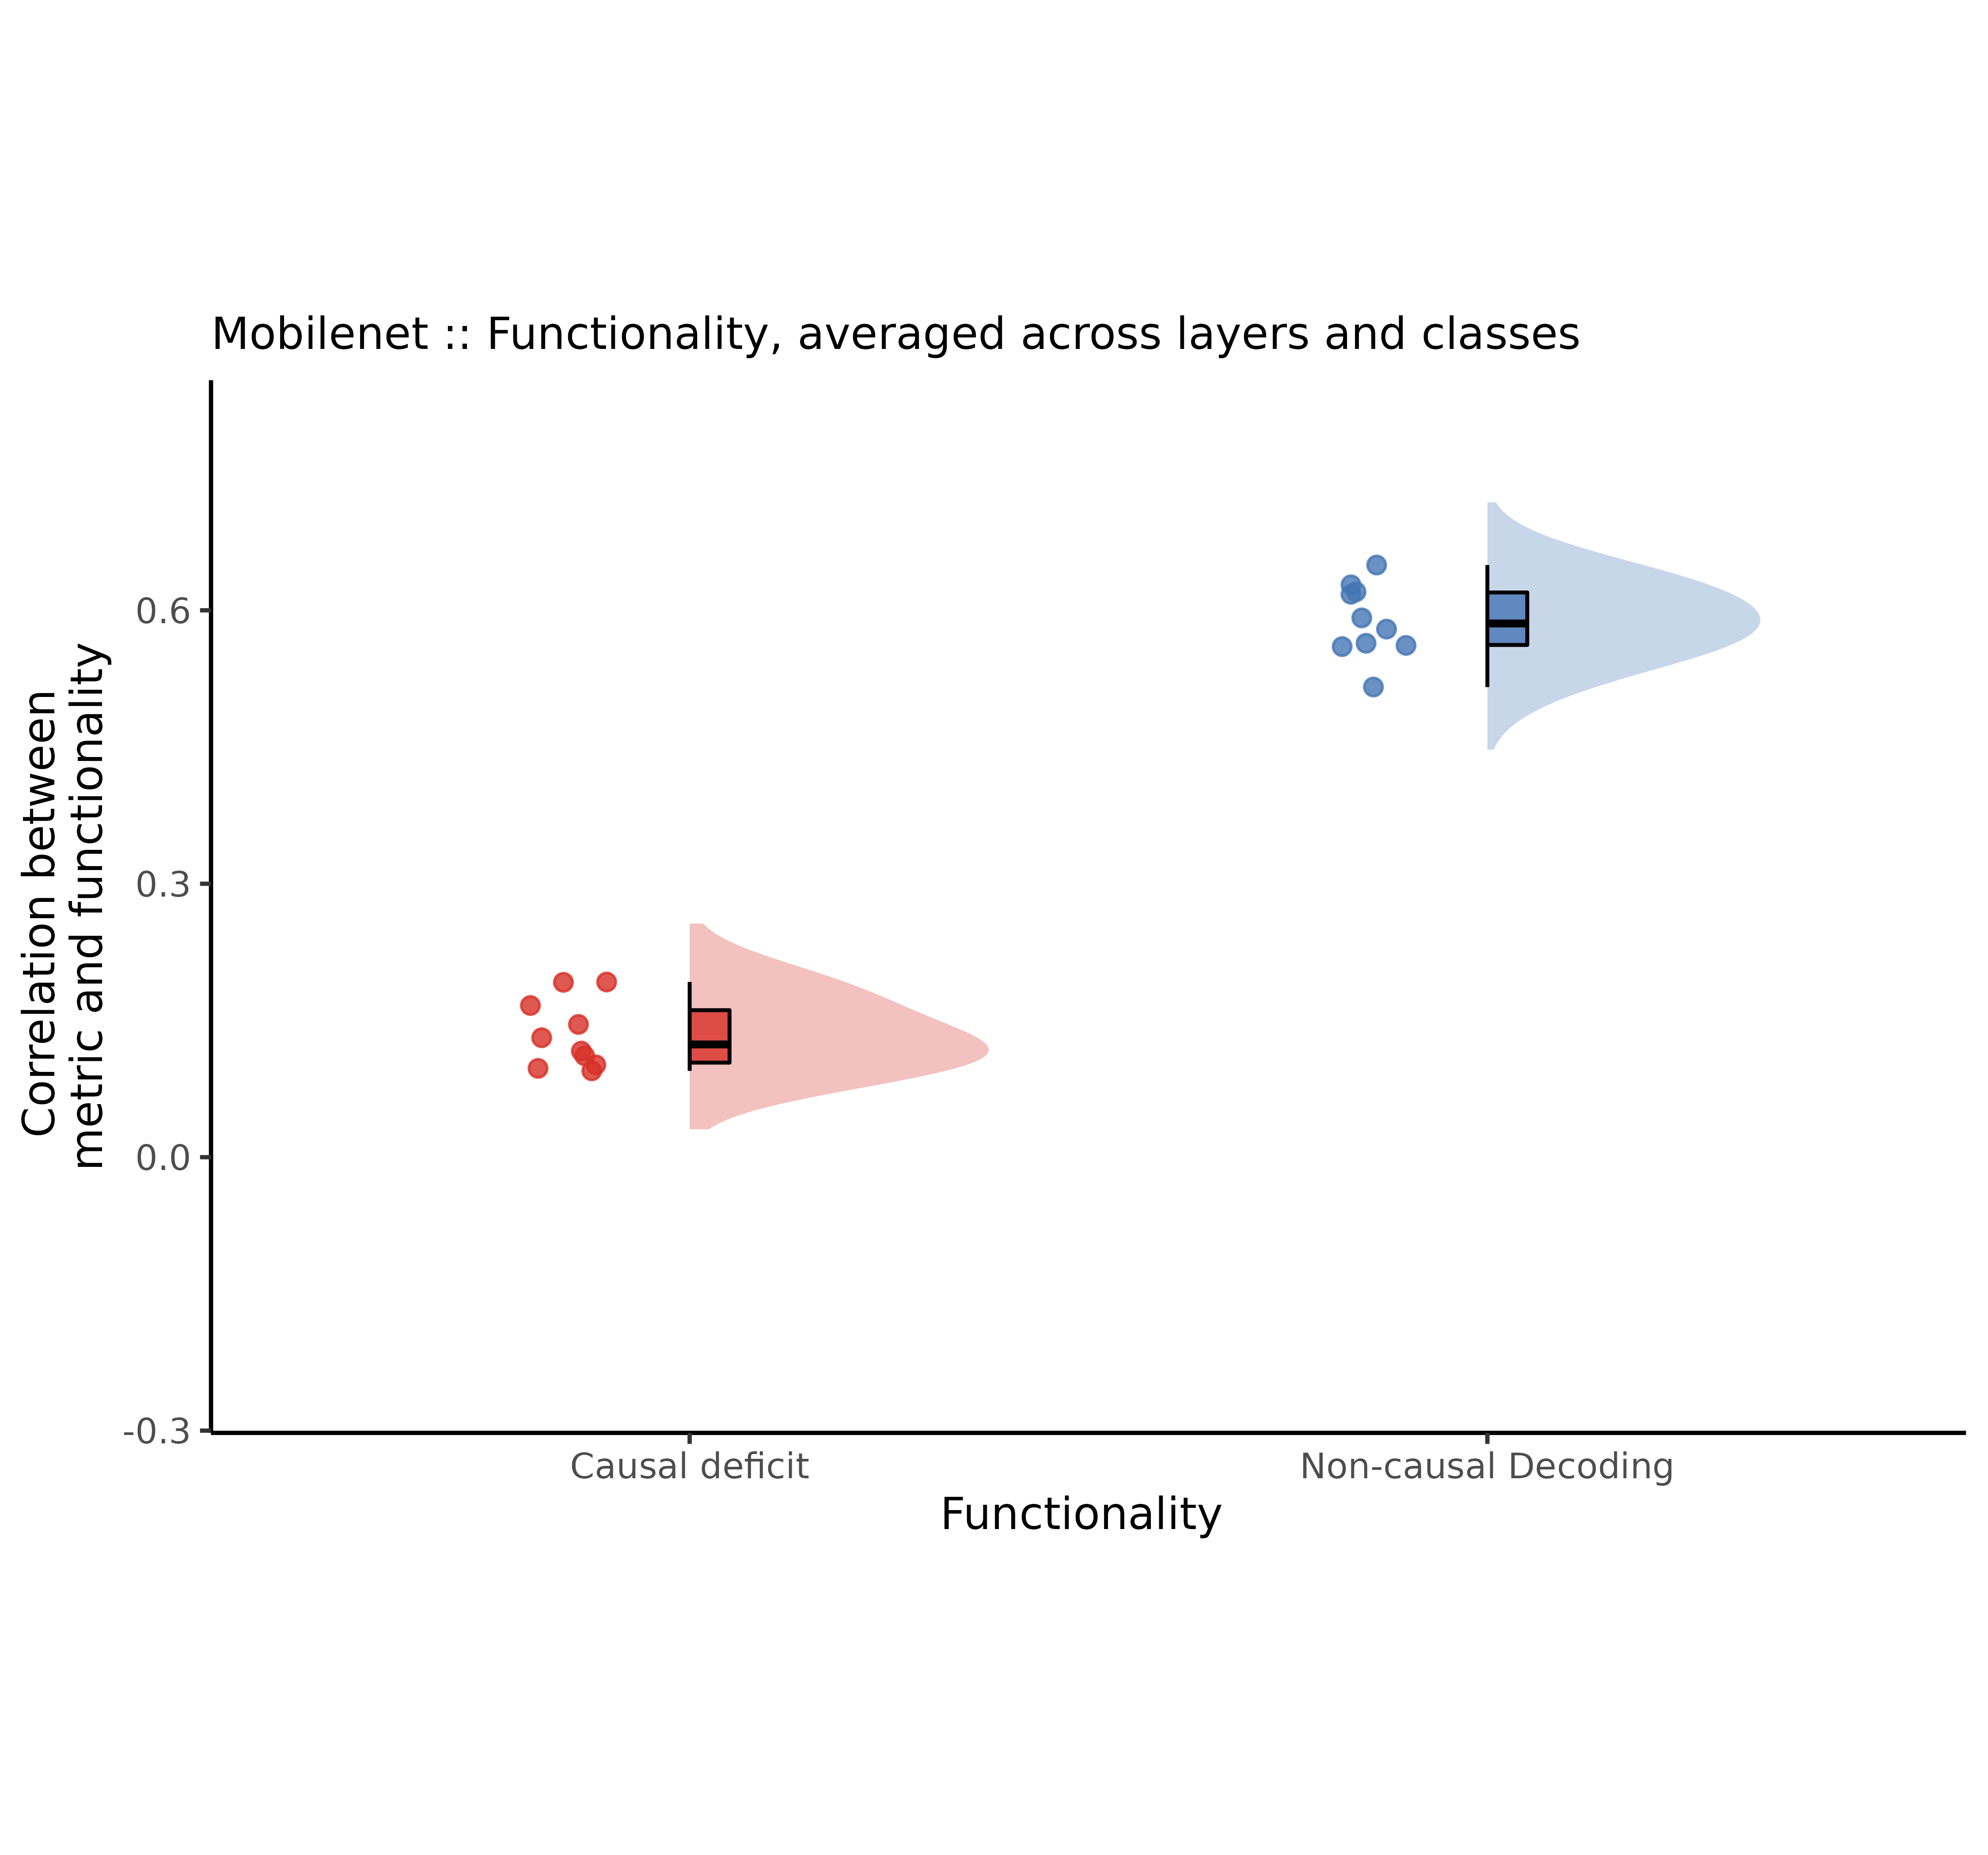 Mobilenet :: Functionality, averaged across layers and classes
Correlation between
metric and functionality
0.6
0.3
0.0
-0.3
Causal deficit
Non-causal Decoding
Functionality